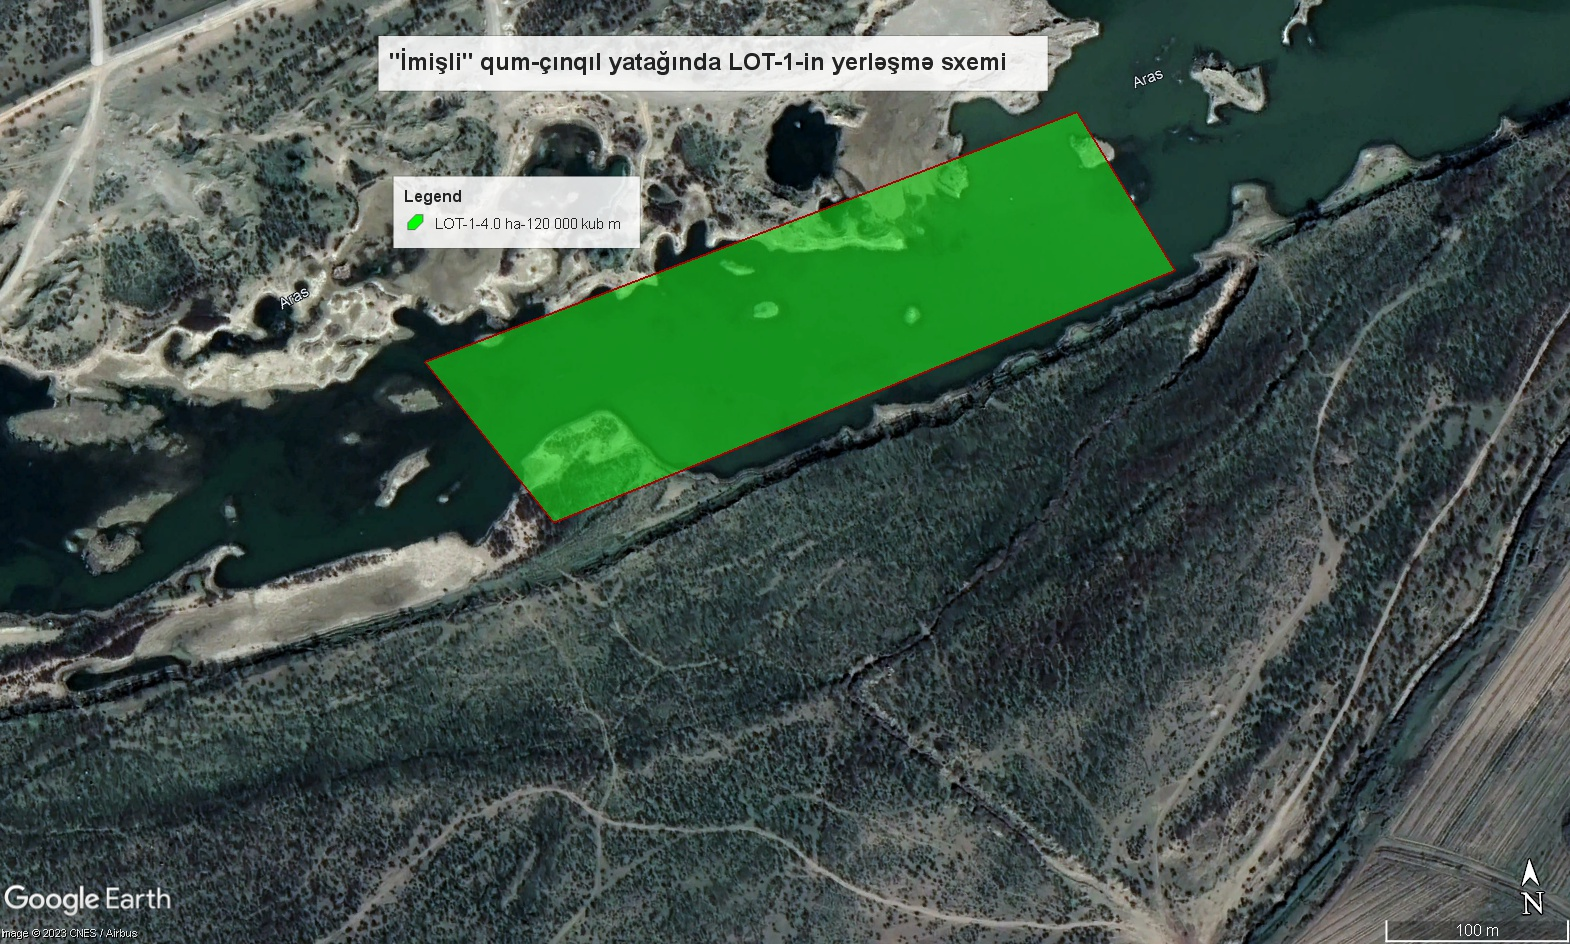 "İmişli" qum-çınqıl yatağında LOT-1-in yerləşmə sxemi
Aras
Legend
LOT-1-4.0 ha-120 000 kub m
Aras
Google Earth
Image © 2023 CNES / Airbus
N
100 m